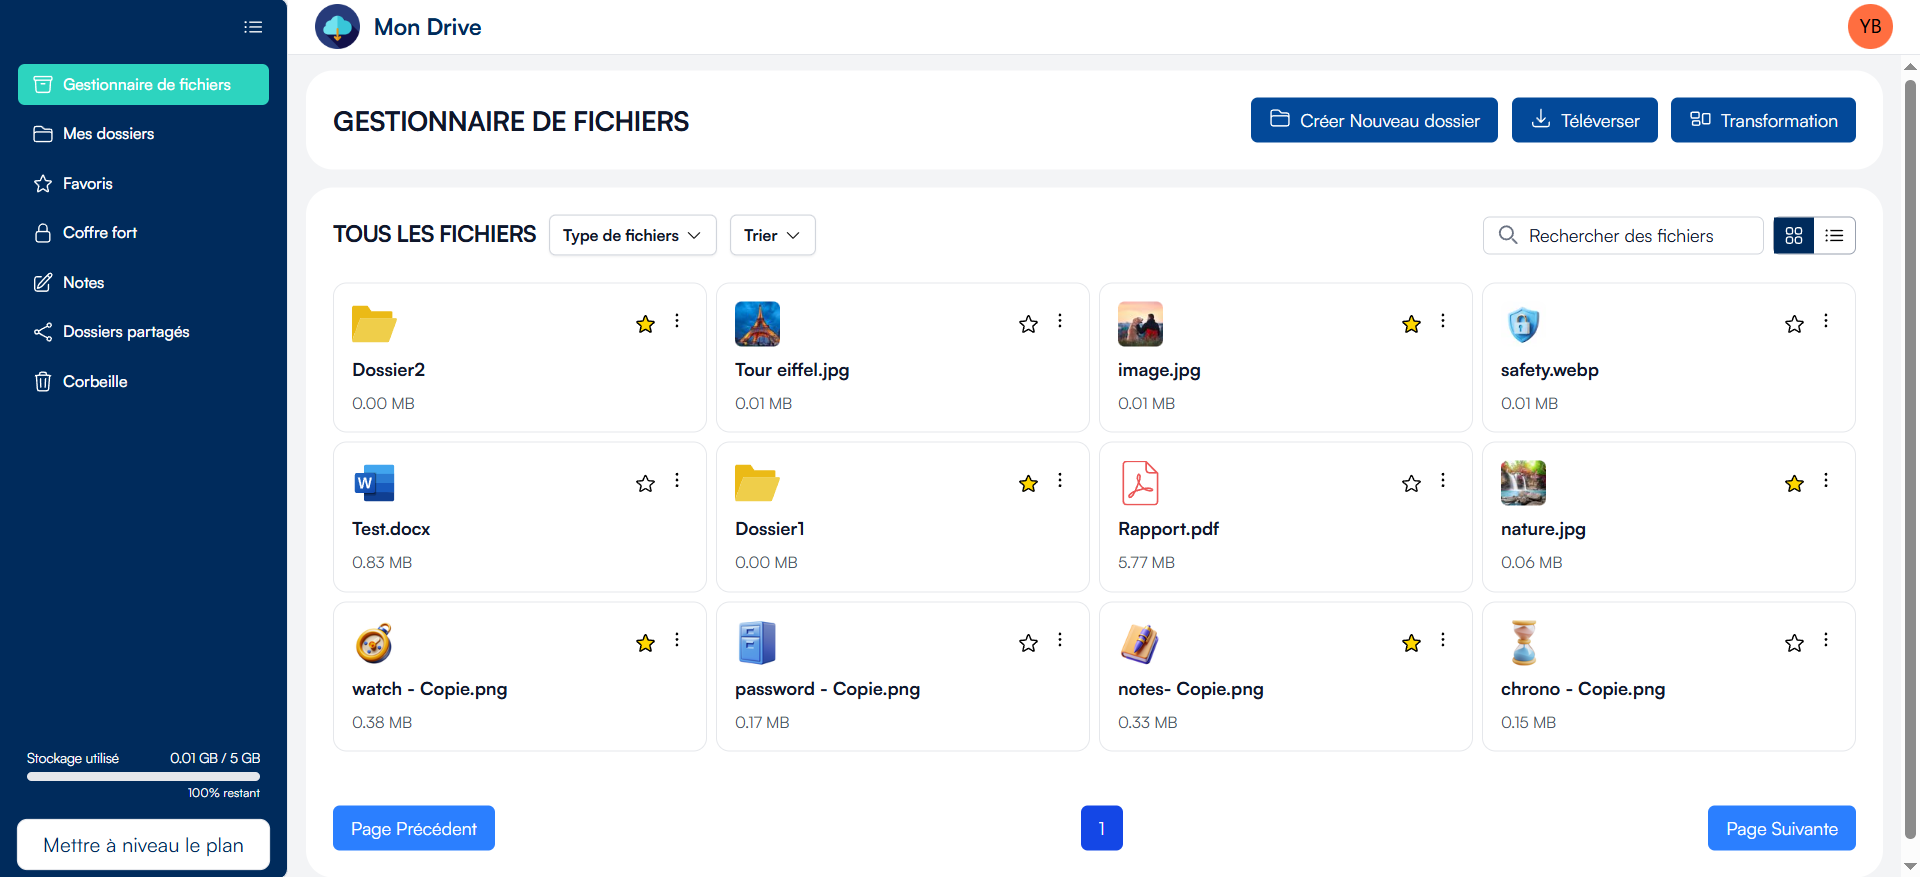 Mon Drive
YB
Gestionnaire de fichiers
Mes dossiers
Favoris
Coffre fort
Notes
Dossiers partagés
Corbeille
Stockage utilisé 0.01 GB / 5 GB
100% restant
Mettre à niveau le plan
GESTIONNAIRE DE FICHIERS
Créer Nouveau dossier
Téléverser
Transformation
TOUS LES FICHIERS
Type de fichiers
Trier
Rechercher des fichiers
Dossier2
0.00 MB
Tour eiffel.jpg
0.01 MB
image.jpg
0.01 MB
safety.webp
0.01 MB
W
Test.docx
0.83 MB
Dossier1
0.00 MB
Rapport.pdf
5.77 MB
nature.jpg
0.06 MB
watch - Copie.png
0.38 MB
password - Copie.png
0.17 MB
notes- Copie.png
0.33 MB
chrono - Copie.png
0.15 MB
Page Précédent
1
Page Suivante